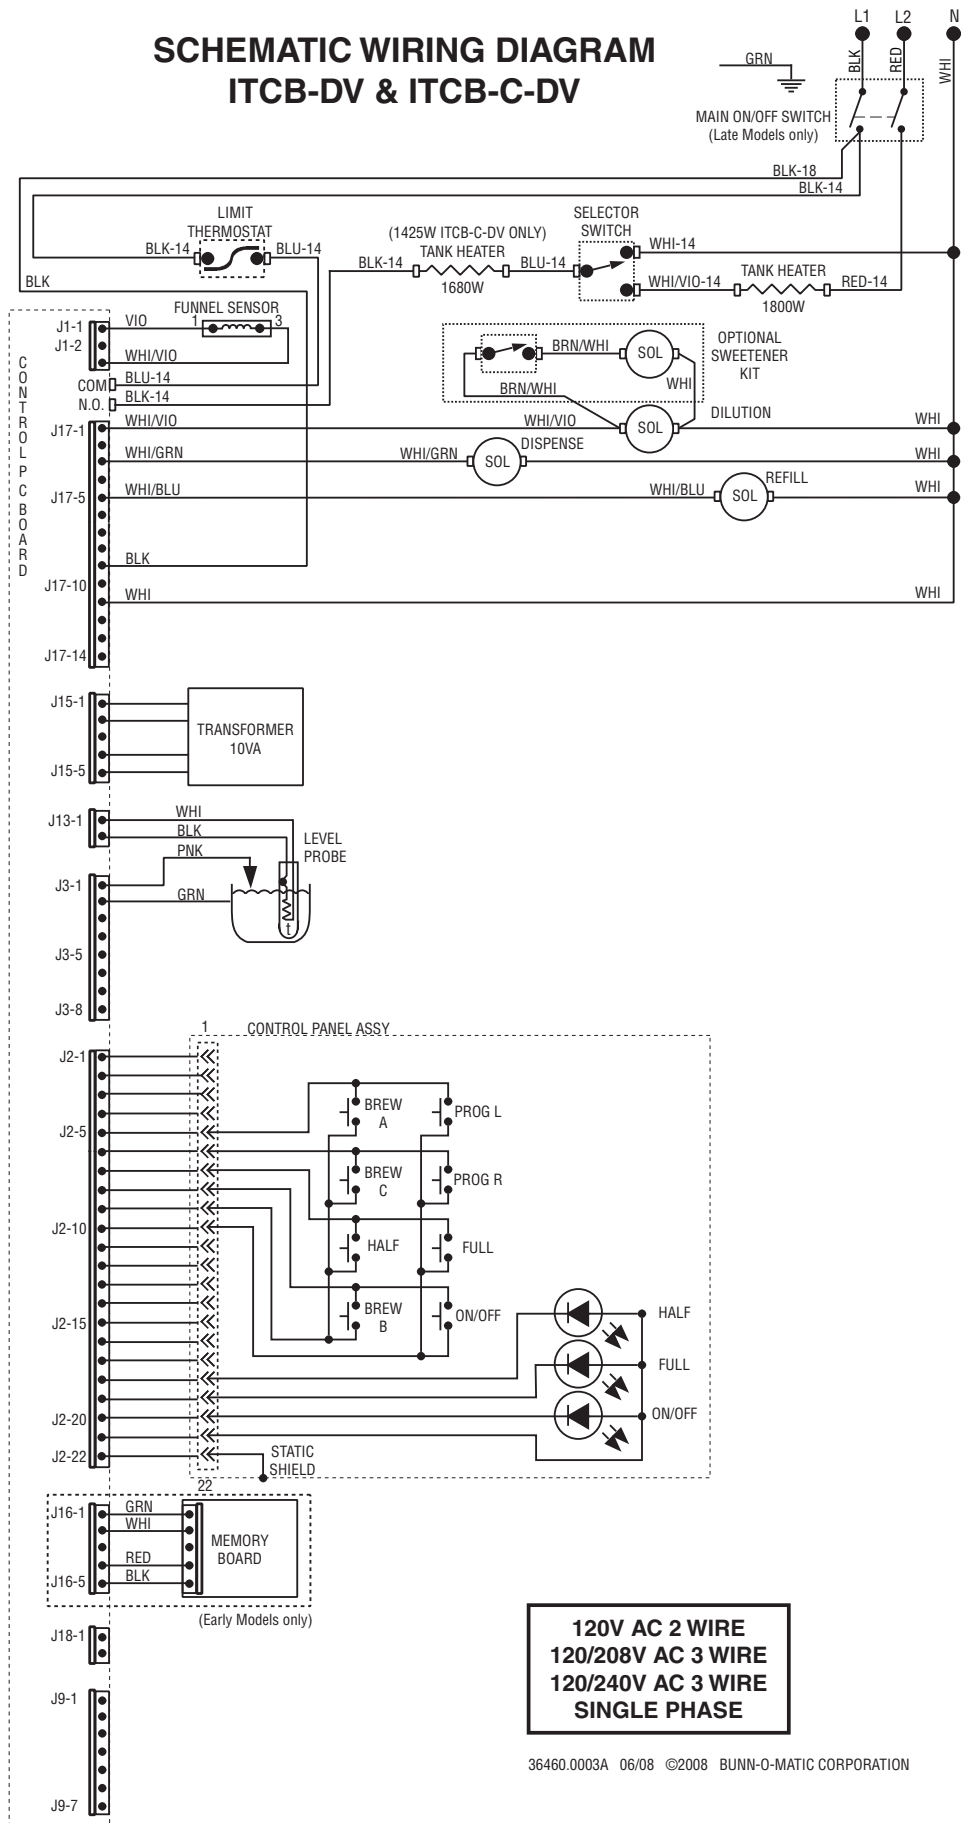 SCHEMATIC WIRING DIAGRAM
ITCB-DV & ITCB-C-DV
L1
L2
N
GRN
BLK
RED
WHI
MAIN ON/OFF SWITCH
(Late Models only)
BLK-18
BLK-14
LIMIT
THERMOSTAT
BLK-14
BLU-14
(1425W ITCB-C-DV ONLY)
TANK HEATER
BLK-14
BLU-14
1680W
SELECTOR
SWITCH
WHI-14
WHI/VIO-14
TANK HEATER
RED-14
1800W
BLK
FUNNEL SENSOR
J1-1
VIO
1
3
J1-2
WHI/VIO
CONTROL PC BOARD
COM
BLU-14
N.O.
BLK-14
BRN/WHI
SOL
OPTIONAL
SWEETENER
KIT
BRN/WHI
WHI
J17-1
WHI/VIO
WHI/VIO
SOL
DILUTION
WHI
WHI/GRN
WHI/GRN
SOL
DISPENSE
WHI
J17-5
WHI/BLU
WHI/BLU
SOL
REFILL
WHI
BLK
J17-10
WHI
WHI
J17-14
J15-1
TRANSFORMER
10VA
J15-5
J13-1
WHI
BLK
LEVEL
PROBE
PNK
J3-1
GRN
t
J3-5
J3-8
1
CONTROL PANEL ASSY
J2-1
BREW
A
PROG L
J2-5
BREW
C
PROG R
J2-10
HALF
FULL
BREW
B
ON/OFF
HALF
J2-15
FULL
J2-20
ON/OFF
J2-22
STATIC
SHIELD
22
J16-1
GRN
WHI
MEMORY
BOARD
RED
J16-5
BLK
(Early Models only)
J18-1
120V AC 2 WIRE
120/208V AC 3 WIRE
120/240V AC 3 WIRE
SINGLE PHASE
J9-1
36460.0003A 06/08 ©2008 BUNN-O-MATIC CORPORATION
J9-7